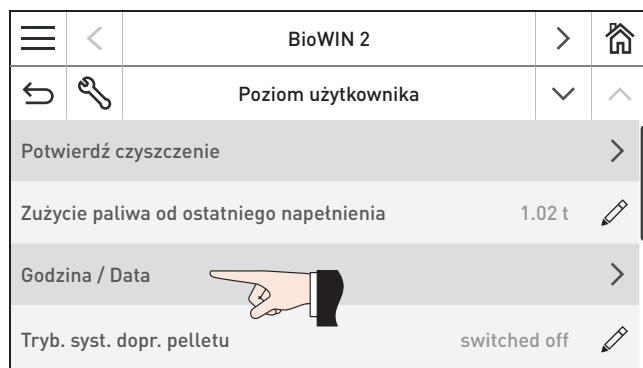 BioWIN 2
Poziom użytkownika
Potwierdź czyszczenie
Zużycie paliwa od ostatniego napełnienia 1.02 t
Godzina / Data
Tryb. syst. dopr. pelletu switched off